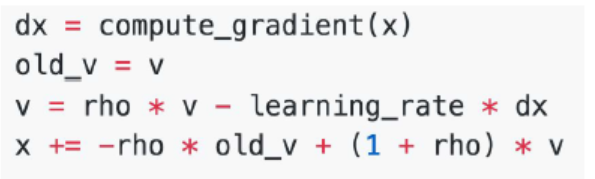 dx = compute_gradient(x)
old_v = v
v = rho * v - learning_rate * dx
x += -rho * old_v + (1 + rho) * v